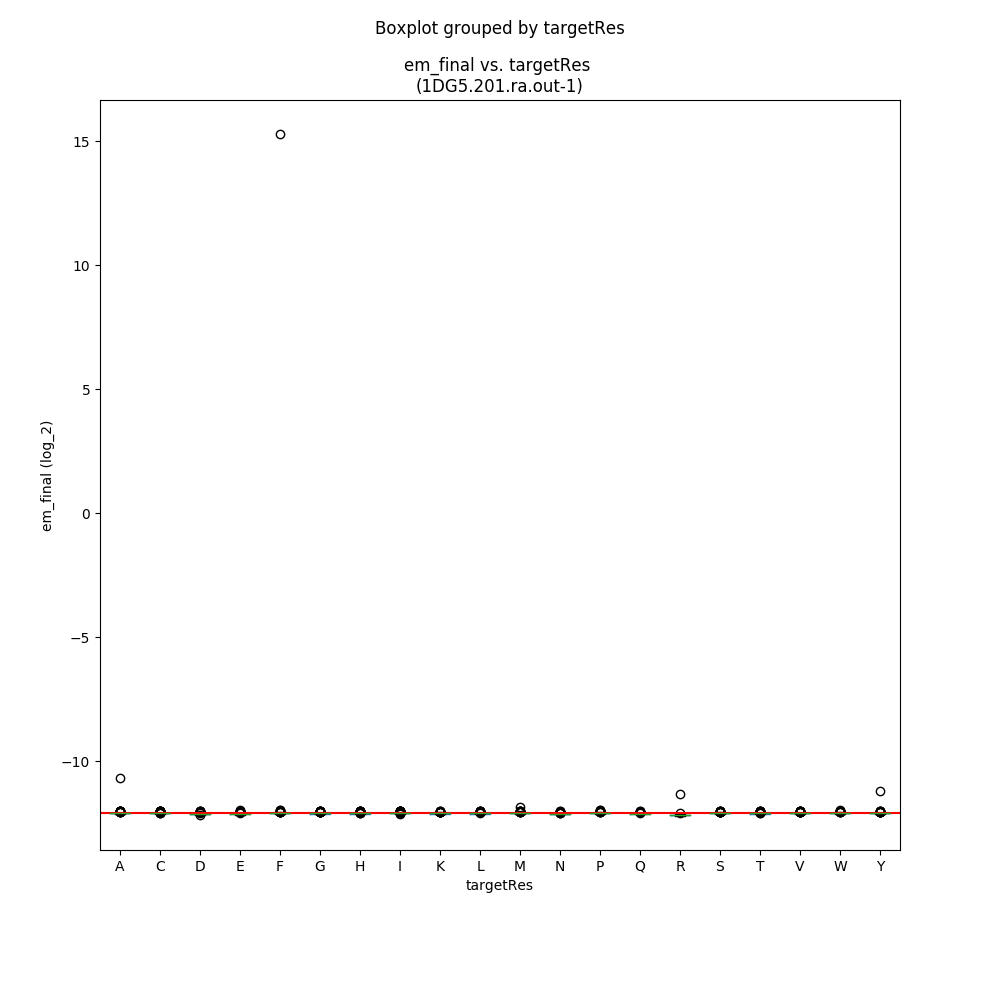 Boxplot grouped by targetRes
em_final vs. targetRes
(1DG5.201.ra.out-1)
15
10
5
0
−5
−10
em_final (log_2)
A C D E F G H I K L M N P Q R S T V W Y
targetRes